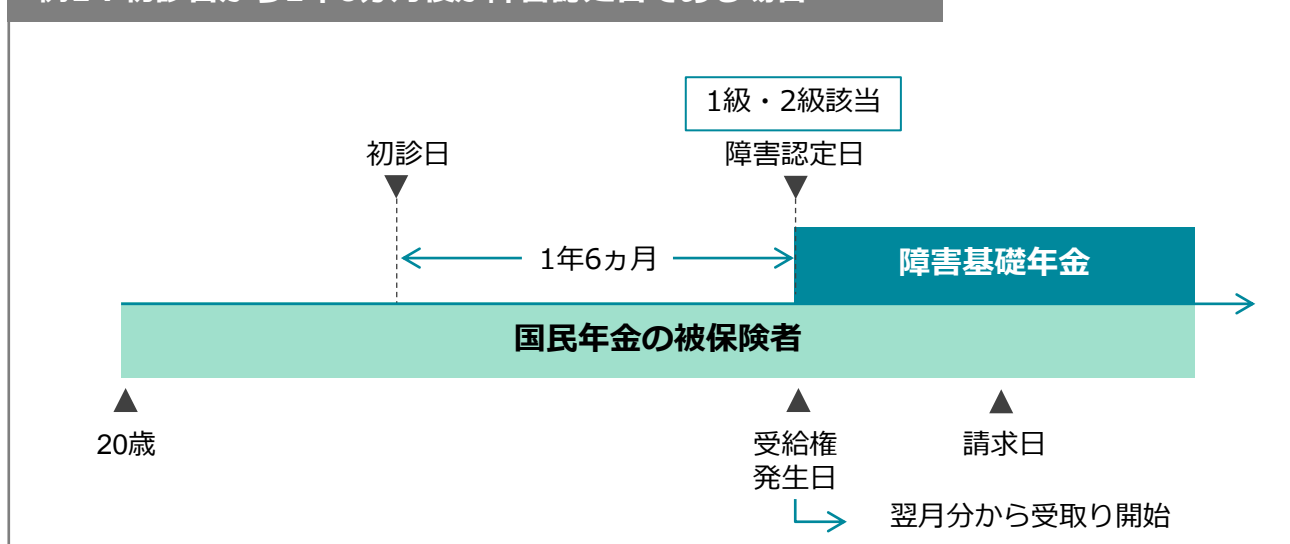 1級・2級該当
初診日
障害認定日
1年6ヵ月
障害基礎年金
国民年金の被保険者
20歳
受給権
発生日
請求日
翌月分から受取り開始